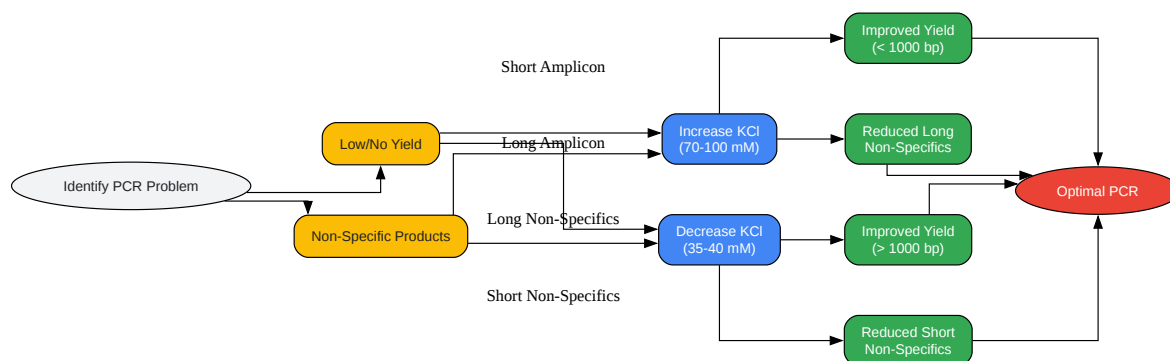 Identify PCR Problem
Low/No Yield
Non-Specific Products
Short Amplicon
Long Amplicon
Long Non-Specifics
Short Non-Specifics
Increase KCl
(70-100 mM)
Decrease KCl
(35-40 mM)
Improved Yield
(< 1000 bp)
Reduced Long
Non-Specifics
Improved Yield
(> 1000 bp)
Reduced Short
Non-Specifics
Optimal PCR